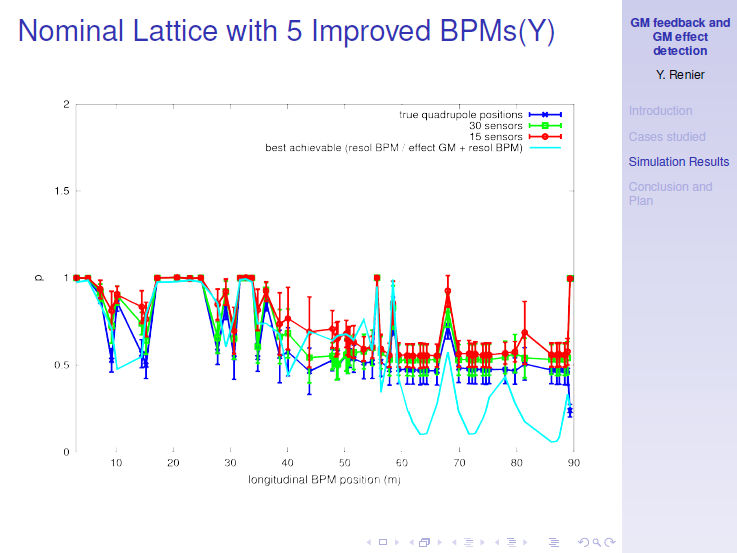 Nominal Lattice with 5 Improved BPMs(Y)
GM feedback and
GM effect
detection
Y. Renier
Introduction
Cases studied
Simulation Results
Conclusion and
Plan
true quadrupole positions
30 sensors
15 sensors
best achievable (resol BPM / effect GM + resol BPM)
2
1.5
1
0.5
0
p
10 20 30 40 50 60 70 80 90
longitudinal BPM position (m)